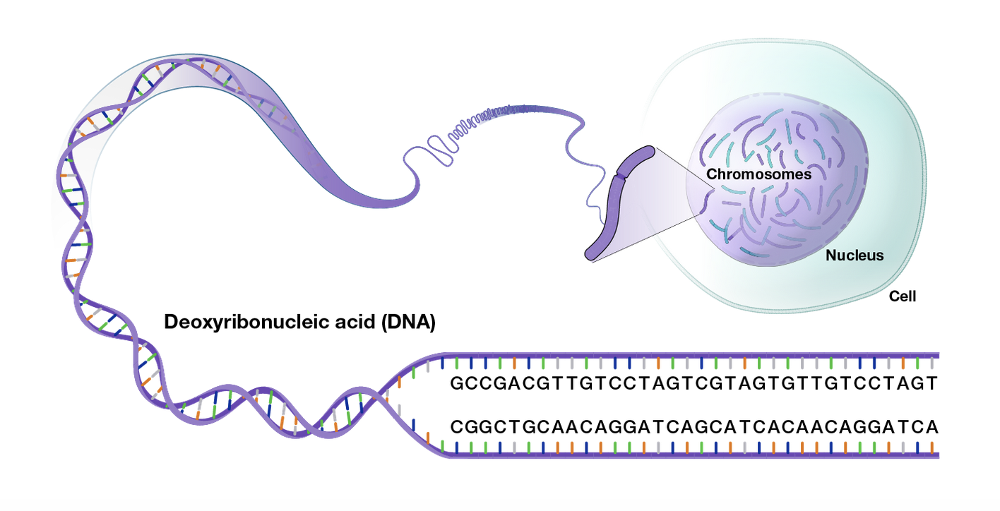 Chromosomes
Nucleus
Cell
Deoxyribonucleic acid (DNA)
GCCGACGTTGTCCTAGTCGTAGTGTTGTCCTAGT
CGGCTGCAACAGGATCAGCATCACAACAGGATCA